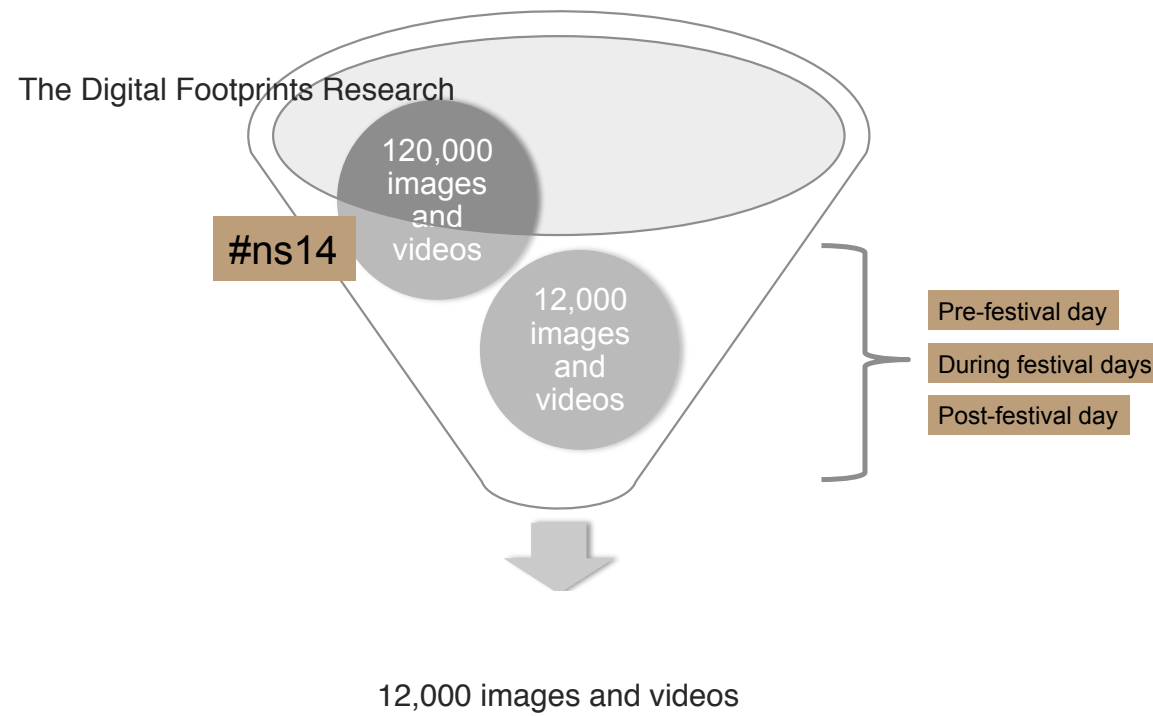 The Digital Footprints Research
120,000
images
and
videos
#ns14
12,000
images
and
videos
Pre-festival day
During festival days
Post-festival day
12,000 images and videos